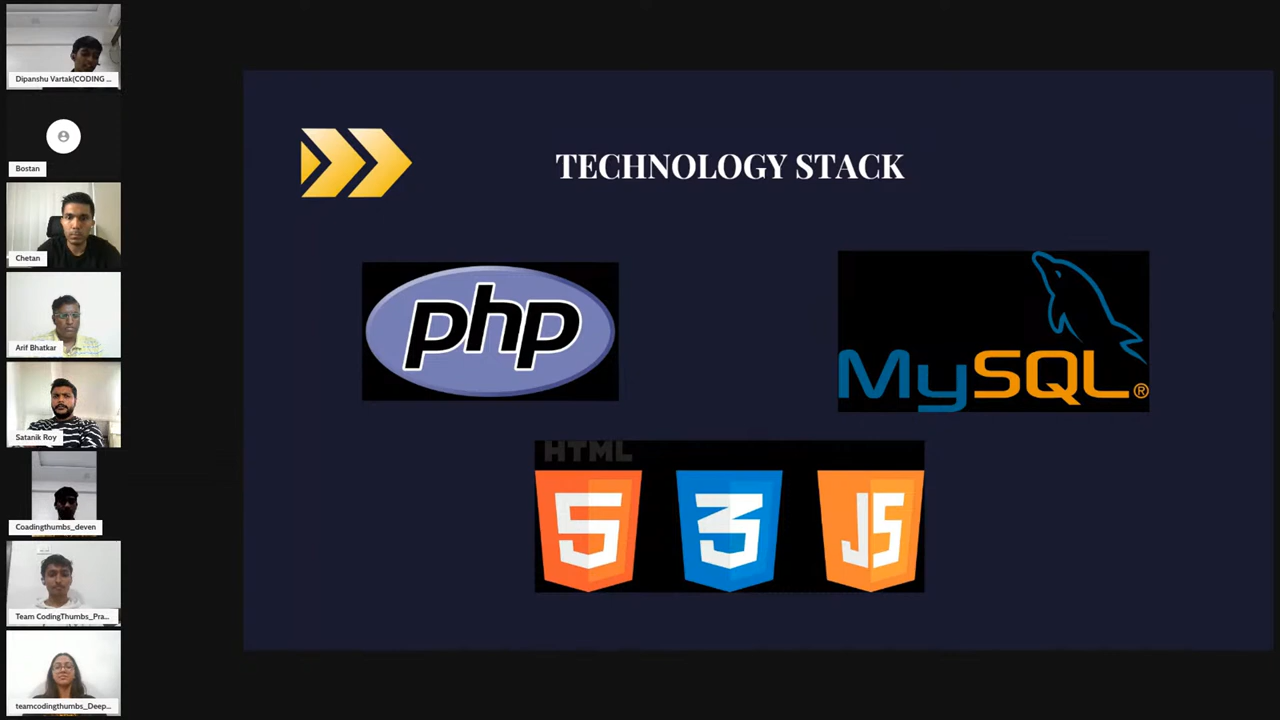 Dipanshu Vartak(CODING ...
Bostan
Chetan
Arif Bhatkar
Satanik Roy
Coadingthumbs_deven
Team CodingThumbs_Pra...
teamcodingthumbs_Deep...
TECHNOLOGY STACK
php
MySQL®
HTML
5
3
JS